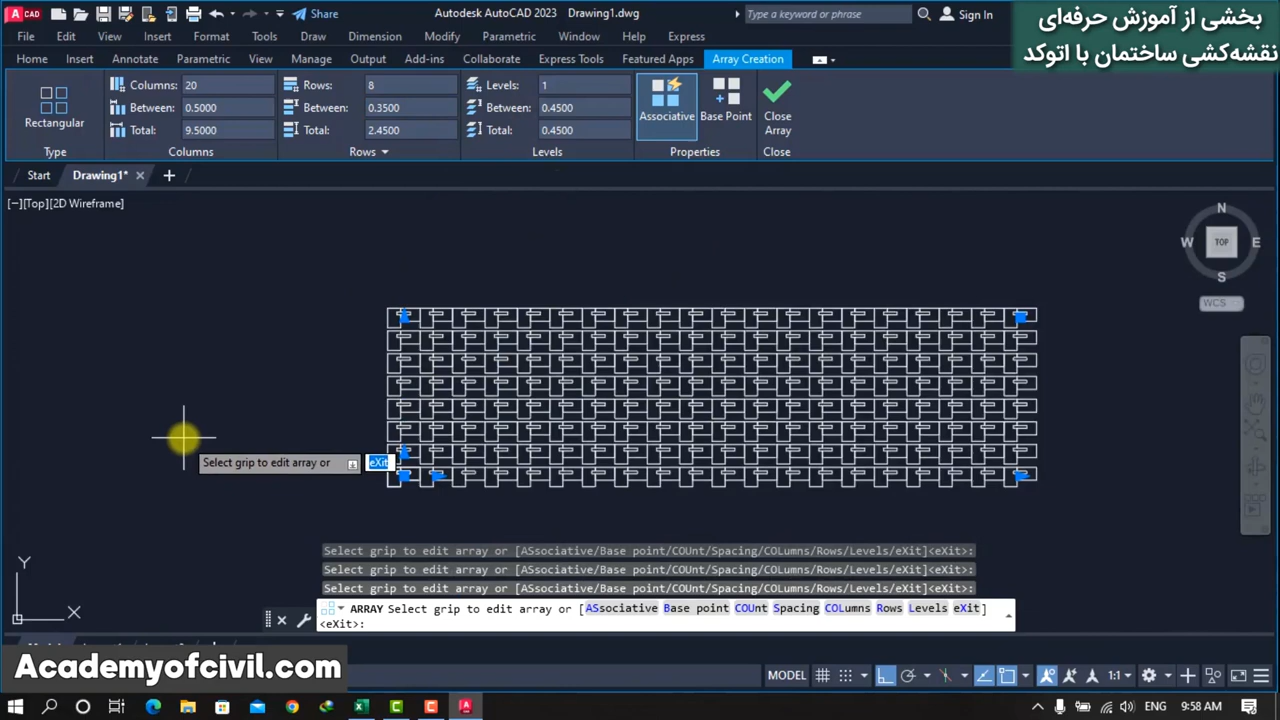 CAD
Share
Autodesk AutoCAD 2023 Drawing1.dwg
Type a keyword or phrase
Sign In
بخشی از آموزش حرفه‌ای
نقشه‌کشی ساختمان با اتوکد
File Edit View Insert Format Tools Draw Dimension Modify Parametric Window Help Express
Home Insert Annotate Parametric View Manage Output Add-ins Collaborate Express Tools Featured Apps Array Creation
Rectangular
Type
Columns: 20
Between: 0.5000
Total: 9.5000
Columns
Rows: 8
Between: 0.3500
Total: 2.4500
Rows
Levels: 1
Between: 0.4500
Total: 0.4500
Levels
Associative
Base Point
Properties
Close
Array
Close
Start Drawing1*
[−][Top][2D Wireframe]
N
W TOP E
S
WCS
Select grip to edit array or eXit
Y
X
Select grip to edit array or [ASsociative/Base point/COUnt/Spacing/COLumns/Rows/Levels/eXit]<eXit>:
Select grip to edit array or [ASsociative/Base point/COUnt/Spacing/COLumns/Rows/Levels/eXit]<eXit>:
Select grip to edit array or [ASsociative/Base point/COUnt/Spacing/COLumns/Rows/Levels/eXit]<eXit>:
ARRAY Select grip to edit array or [ASsociative Base point COUnt Spacing COLumns Rows Levels eXit]
<eXit>:
Academyofcivil.com
MODEL 1:1
ENG 9:58 AM